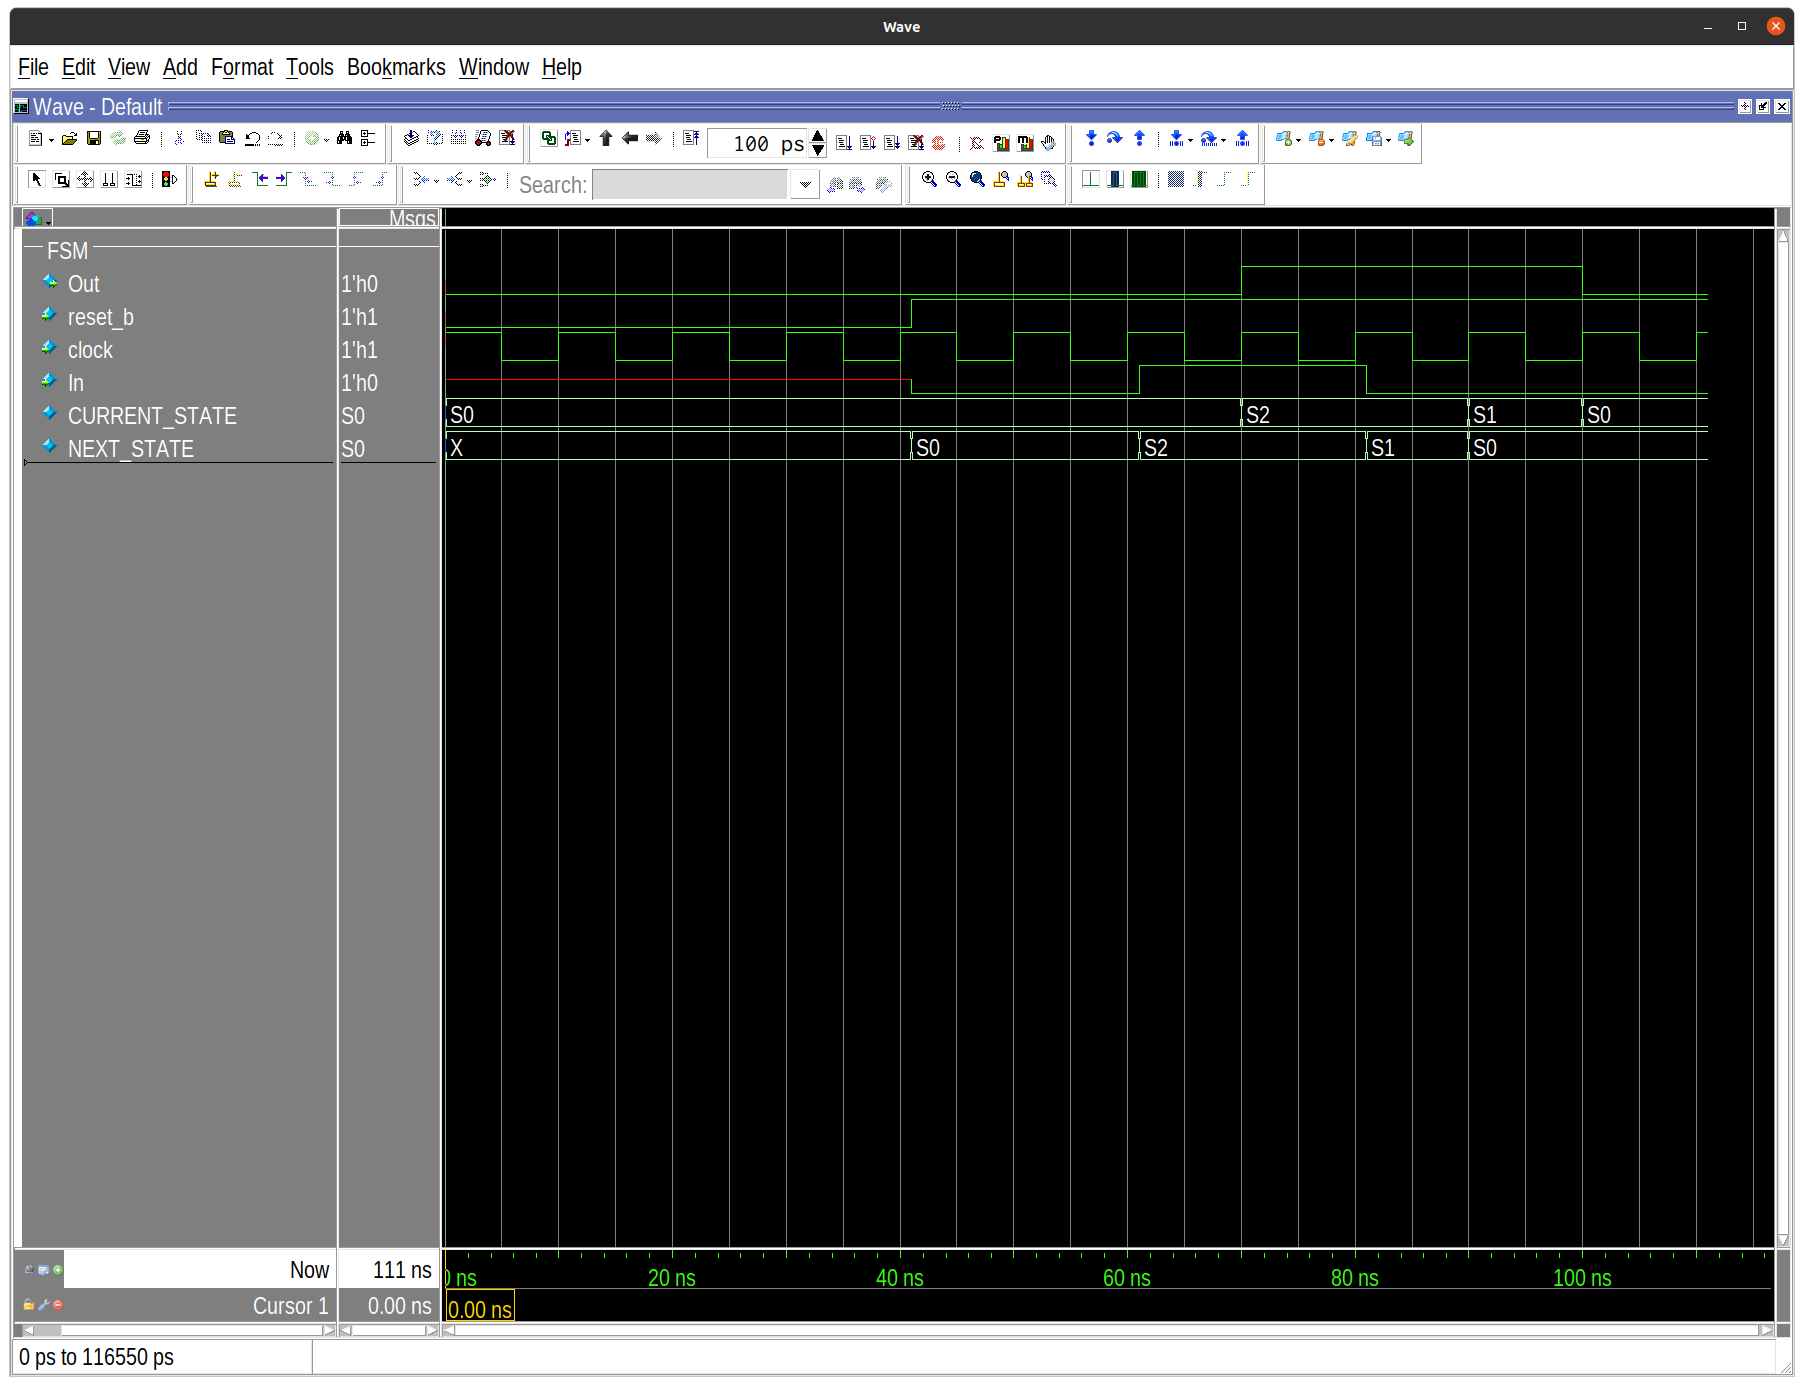 Wave
File Edit View Add Format Tools Bookmarks Window Help
Wave - Default
100 ps
Search:
Msgs
FSM
Out 1'h0
reset_b 1'h1
clock 1'h1
In 1'h0
CURRENT_STATE S0 S0 S2 S1 S0
NEXT_STATE S0 X S0 S2 S1 S0
Now 111 ns 0 ns 20 ns 40 ns 60 ns 80 ns 100 ns
Cursor 1 0.00 ns 0.00 ns
0 ps to 116550 ps